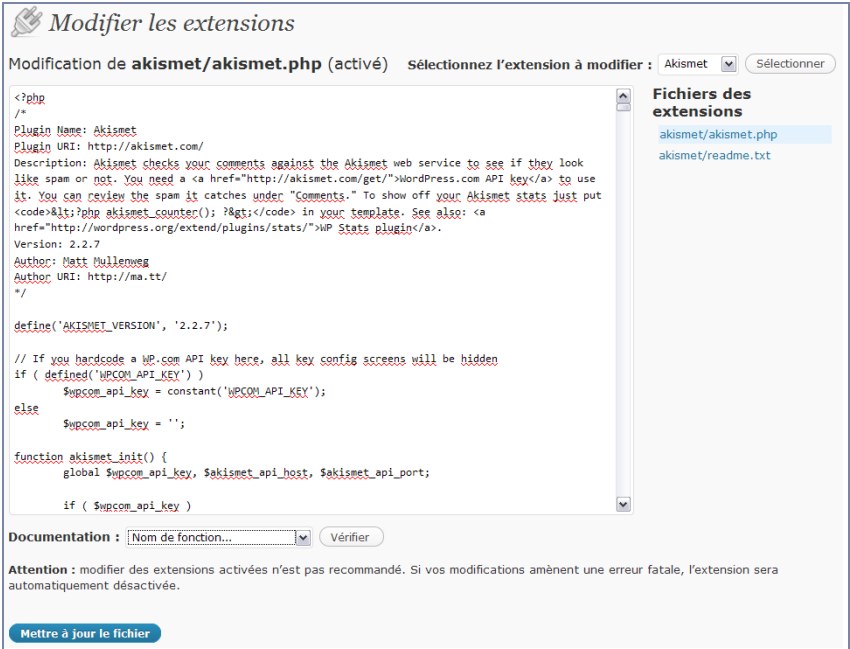 Modifier les extensions
Modification de akismet/akismet.php (activé) Sélectionnez l’extension à modifier : Akismet Sélectionner
<?php
/*
Plugin Name: Akismet
Plugin URI: http://akismet.com/
Description: Akismet checks your comments against the Akismet web service to see if they look
like spam or not. You need a <a href="http://akismet.com/get/">WordPress.com API key</a> to use
it. You can review the spam it catches under "Comments." To show off your Akismet stats just put
<code>&lt;?php akismet_counter(); ?&gt;</code> in your template. See also: <a
href="http://wordpress.org/extend/plugins/stats/">WP Stats plugin</a>.
Version: 2.2.7
Author: Matt Mullenweg
Author URI: http://ma.tt/
*/
define('AKISMET_VERSION', '2.2.7');
// If you hardcode a WP.com API key here, all key config screens will be hidden
if ( defined('WPCOM_API_KEY') )
$wpcom_api_key = constant('WPCOM_API_KEY');
else
$wpcom_api_key = '';
function akismet_init() {
global $wpcom_api_key, $akismet_api_host, $akismet_api_port;
if ( $wpcom_api_key )
Fichiers des
extensions
akismet/akismet.php
akismet/readme.txt
Documentation : Nom de fonction... Vérifier
Attention : modifier des extensions activées n’est pas recommandé. Si vos modifications amènent une erreur fatale, l’extension sera
automatiquement désactivée.
Mettre à jour le fichier